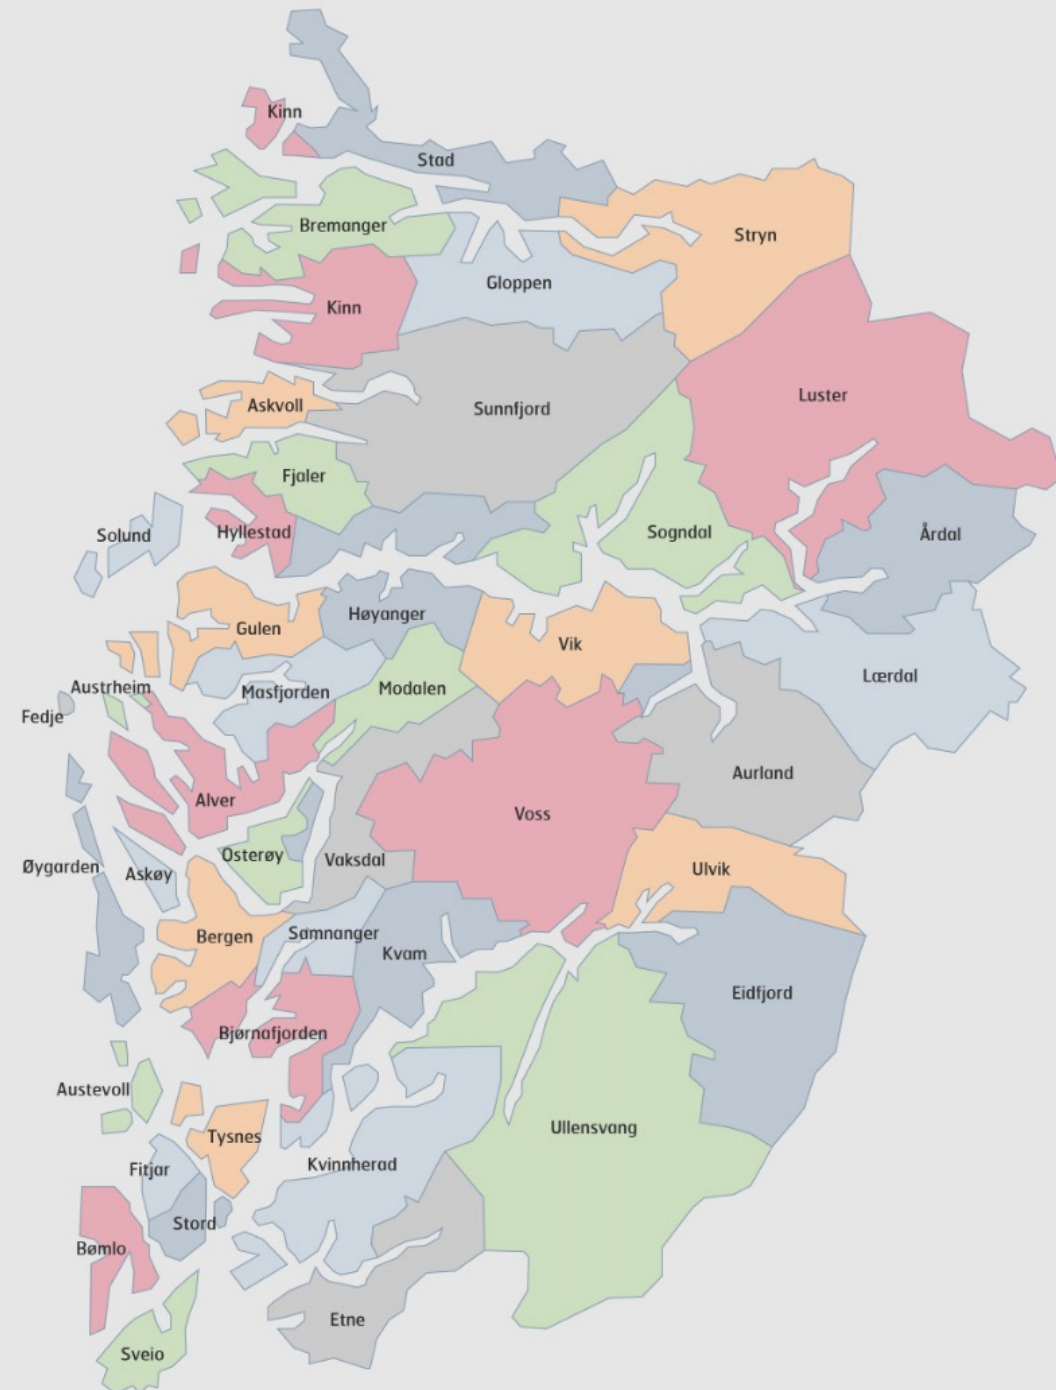 Kinn
Stad
Bremanger
Stryn
Gloppen
Kinn
Luster
Askvoll
Sunnfjord
Fjaler
Solund
Hyllestad
Sogndal
Årdal
Høyanger
Gulen
Vik
Lærdal
Austrheim
Masfjorden
Modalen
Fedje
Aurland
Alver
Voss
Osterøy
Vaksdal
Øygarden
Askøy
Ulvik
Bergen
Samnanger
Kvam
Eidfjord
Bjørnafjorden
Austevoll
Ullensvang
Tysnes
Kvinnherad
Fitjar
Stord
Bømlo
Etne
Sveio